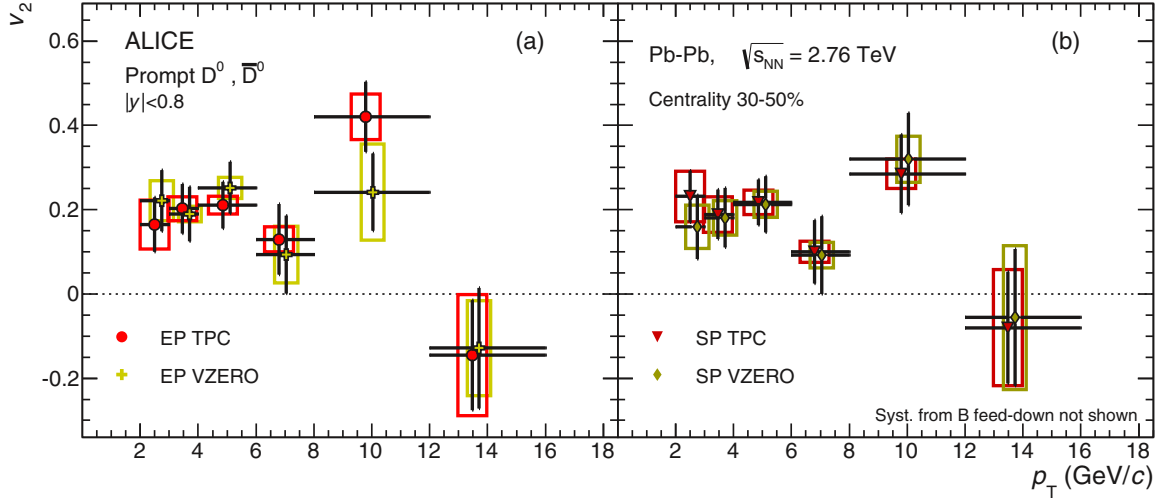 v₂
0.6
0.4
0.2
0
-0.2
ALICE
(a)
Prompt D⁰ , D̅⁰
|y|<0.8
EP TPC
EP VZERO
0 2 4 6 8 10 12 14 16 18
Pb-Pb, √s_NN = 2.76 TeV
(b)
Centrality 30-50%
SP TPC
SP VZERO
Syst. from B feed-down not shown
2 4 6 8 10 12 14 16 18
p_T (GeV/c)